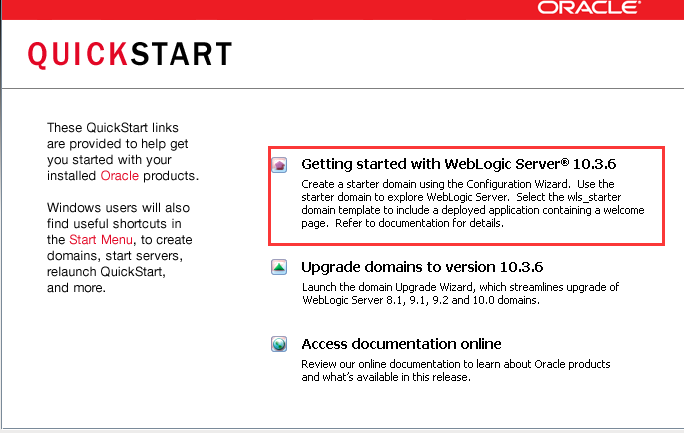 ORACLE®
QUICKSTART
These QuickStart links
are provided to help get
you started with your
installed Oracle products.
Windows users will also
find useful shortcuts in
the Start Menu, to create
domains, start servers,
relaunch QuickStart,
and more.
Getting started with WebLogic Server® 10.3.6
Create a starter domain using the Configuration Wizard. Use the
starter domain to explore WebLogic Server. Select the wls_starter
domain template to include a deployed application containing a welcome
page. Refer to documentation for details.
Upgrade domains to version 10.3.6
Launch the domain Upgrade Wizard, which streamlines upgrade of
WebLogic Server 8.1, 9.1, 9.2 and 10.0 domains.
Access documentation online
Review our online documentation to learn about Oracle products
and what's available in this release.